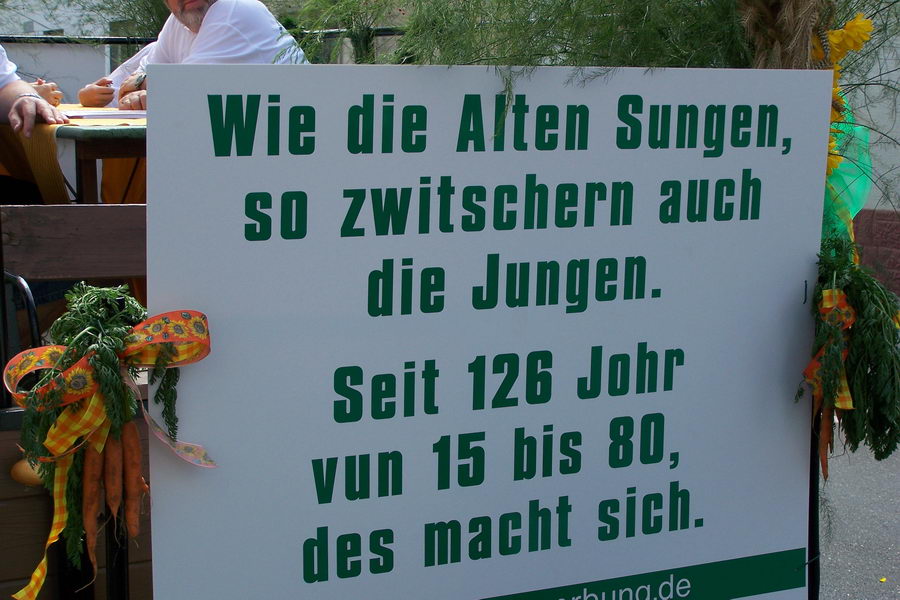 Wie die Alten Sungen,
so zwitschern auch
die Jungen.
Seit 126 Johr
vun 15 bis 80,
des macht sich.